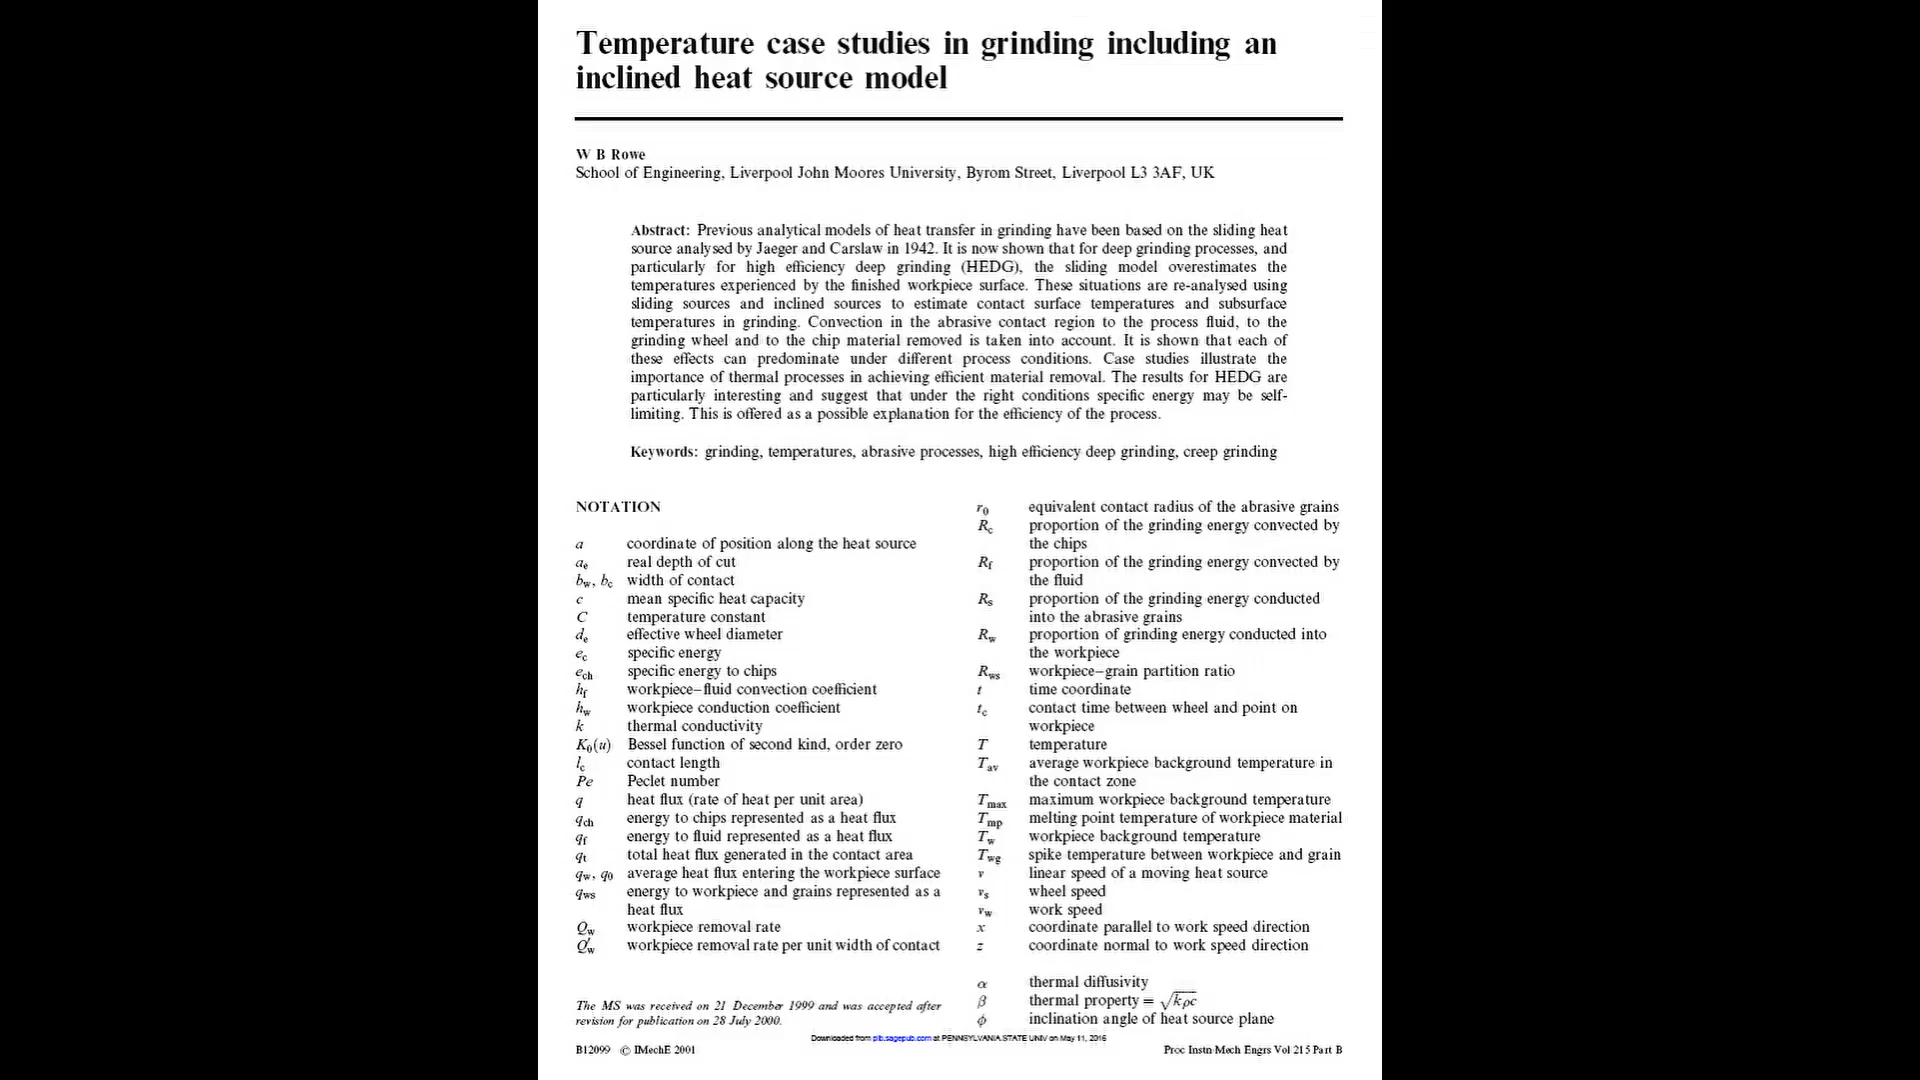 Temperature case studies in grinding including an
inclined heat source model
W B Rowe
School of Engineering, Liverpool John Moores University, Byrom Street, Liverpool L3 3AF, UK
Abstract: Previous analytical models of heat transfer in grinding have been based on the sliding heat
source analysed by Jaeger and Carslaw in 1942. It is now shown that for deep grinding processes, and
particularly for high efficiency deep grinding (HEDG), the sliding model overestimates the
temperatures experienced by the finished workpiece surface. These situations are re-analysed using
sliding sources and inclined sources to estimate contact surface temperatures and subsurface
temperatures in grinding. Convection in the abrasive contact region to the process fluid, to the
grinding wheel and to the chip material removed is taken into account. It is shown that each of
these effects can predominate under different process conditions. Case studies illustrate the
importance of thermal processes in achieving efficient material removal. The results for HEDG are
particularly interesting and suggest that under the right conditions specific energy may be self-
limiting. This is offered as a possible explanation for the efficiency of the process.
Keywords: grinding, temperatures, abrasive processes, high efficiency deep grinding, creep grinding
NOTATION
a coordinate of position along the heat source
ae real depth of cut
bw, bc width of contact
c mean specific heat capacity
C temperature constant
de effective wheel diameter
ec specific energy
ech specific energy to chips
hf workpiece–fluid convection coefficient
hw workpiece conduction coefficient
k thermal conductivity
K0(u) Bessel function of second kind, order zero
lc contact length
Pe Peclet number
q heat flux (rate of heat per unit area)
qch energy to chips represented as a heat flux
qf energy to fluid represented as a heat flux
qt total heat flux generated in the contact area
qw, q0 average heat flux entering the workpiece surface
qws energy to workpiece and grains represented as a
heat flux
Qw workpiece removal rate
Q′w workpiece removal rate per unit width of contact
The MS was received on 21 December 1999 and was accepted after
revision for publication on 28 July 2000.
r0 equivalent contact radius of the abrasive grains
Rc proportion of the grinding energy convected by
the chips
Rf proportion of the grinding energy convected by
the fluid
Rs proportion of the grinding energy conducted
into the abrasive grains
Rw proportion of grinding energy conducted into
the workpiece
Rws workpiece–grain partition ratio
t time coordinate
tc contact time between wheel and point on
workpiece
T temperature
Tav average workpiece background temperature in
the contact zone
Tmax maximum workpiece background temperature
Tmp melting point temperature of workpiece material
Tw workpiece background temperature
Twg spike temperature between workpiece and grain
v linear speed of a moving heat source
vs wheel speed
vw work speed
x coordinate parallel to work speed direction
z coordinate normal to work speed direction
α thermal diffusivity
β thermal property = √kρc
ϕ inclination angle of heat source plane
Downloaded from pib.sagepub.com at PENNSYLVANIA STATE UNIV on May 11, 2016
B12099 © IMechE 2001
Proc Instn Mech Engrs Vol 215 Part B